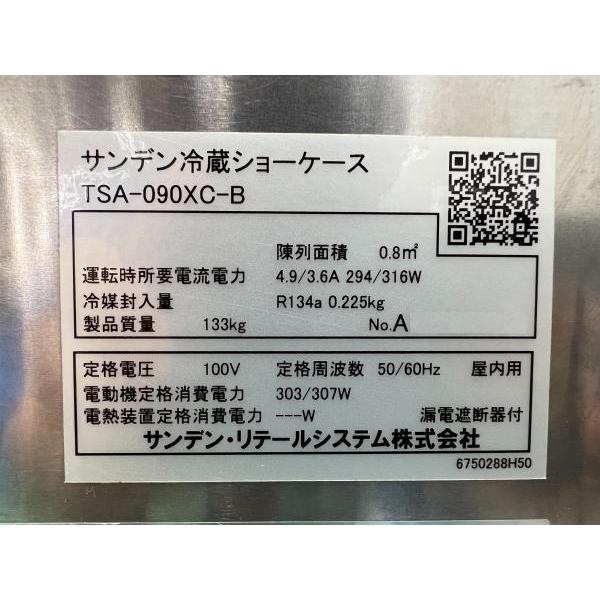 サンデン冷蔵ショーケース
TSA-090XC-B
陳列面積 0.8㎡
運転時所要電流電力 4.9/3.6A 294/316W
冷媒封入量 R134a 0.225kg
製品質量 133kg No.A
定格電圧 100V 定格周波数 50/60Hz 屋内用
電動機定格消費電力 303/307W
電熱装置定格消費電力 ---W 漏電遮断器付
サンデン・リテールシステム株式会社
6750288H50